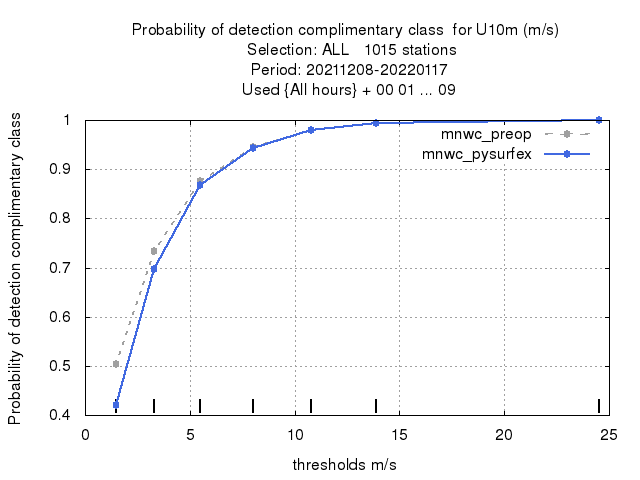 Probability of detection complimentary class  for U10m (m/s)
Selection: ALL   1015 stations
Period: 20211208-20220117
Used {All hours} + 00 01 ... 09
Probability of detection complimentary class
1
0.9
0.8
0.7
0.6
0.5
0.4
mnwc_preop
mnwc_pysurfex
0 5 10 15 20 25
thresholds m/s